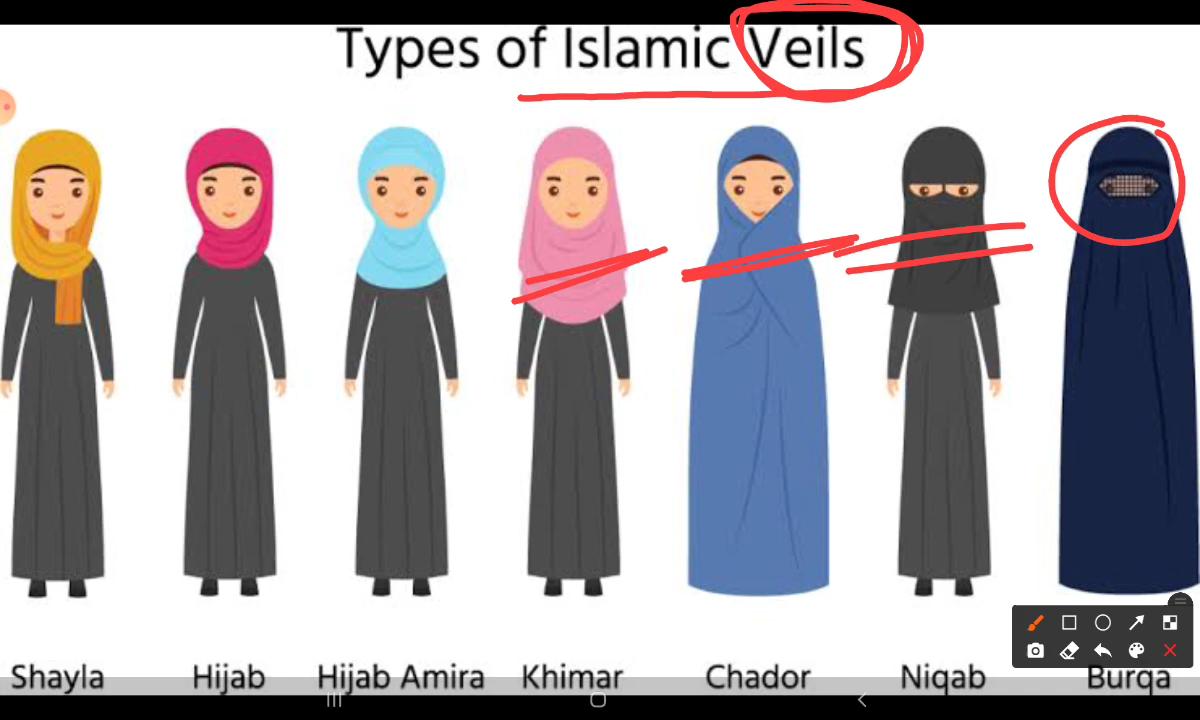 Types of Islamic Veils
Shayla Hijab Hijab Amira Khimar Chador Niqab Burqa